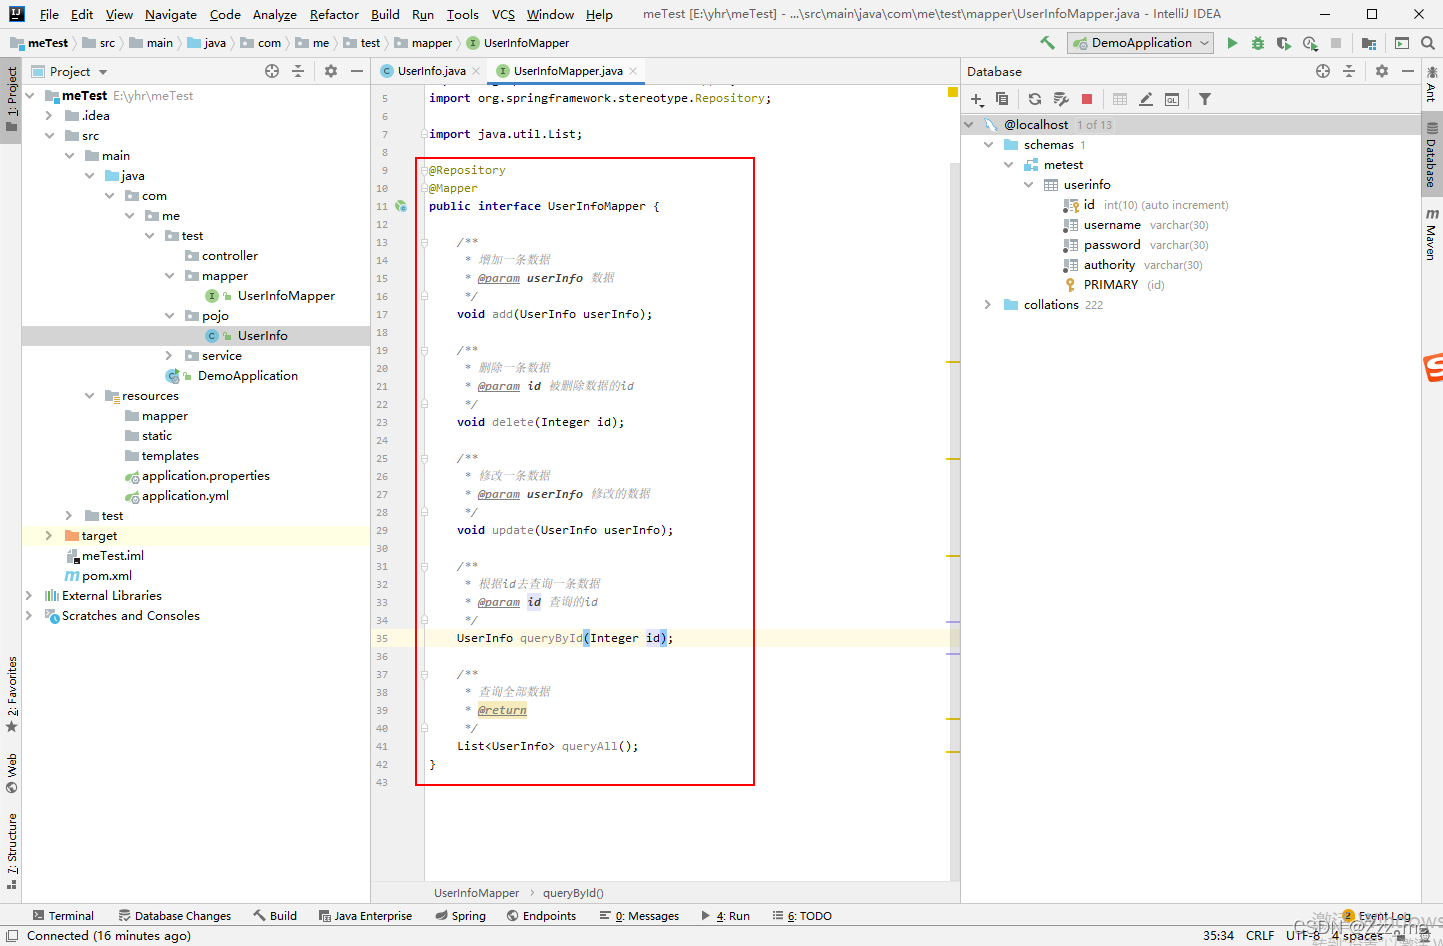 File Edit View Navigate Code Analyze Refactor Build Run Tools VCS Window Help meTest [E:\yhr\meTest] - ...\src\main\java\com\me\test\mapper\UserInfoMapper.java - IntelliJ IDEA
meTest src main java com me test mapper UserInfoMapper DemoApplication
1: Project
Project
meTest E:\yhr\meTest
.idea
src
main
java
com
me
test
controller
mapper
UserInfoMapper
pojo
UserInfo
service
DemoApplication
resources
mapper
static
templates
application.properties
application.yml
test
target
meTest.iml
pom.xml
External Libraries
Scratches and Consoles
2: Favorites
Web
7: Structure
UserInfo.java UserInfoMapper.java
5 import org.springframework.stereotype.Repository;
6
7 import java.util.List;
8
9 @Repository
10 @Mapper
11 public interface UserInfoMapper {
12
13 /**
14 * 增加一条数据
15 * @param userInfo 数据
16 */
17 void add(UserInfo userInfo);
18
19 /**
20 * 删除一条数据
21 * @param id 被删除数据的id
22 */
23 void delete(Integer id);
24
25 /**
26 * 修改一条数据
27 * @param userInfo 修改的数据
28 */
29 void update(UserInfo userInfo);
30
31 /**
32 * 根据id去查询一条数据
33 * @param id 查询的id
34 */
35 UserInfo queryById(Integer id);
36
37 /**
38 * 查询全部数据
39 * @return
40 */
41 List<UserInfo> queryAll();
42 }
43
UserInfoMapper queryById()
Database
@localhost 1 of 13
schemas 1
metest
userinfo
id int(10) (auto increment)
username varchar(30)
password varchar(30)
authority varchar(30)
PRIMARY (id)
collations 222
Ant
Database
Maven
Terminal Database Changes Build Java Enterprise Spring Endpoints 0: Messages 4: Run 6: TODO 2 Event Log
Connected (16 minutes ago) 35:34 CRLF UTF-8 4 spaces
CSDN @zzz.me